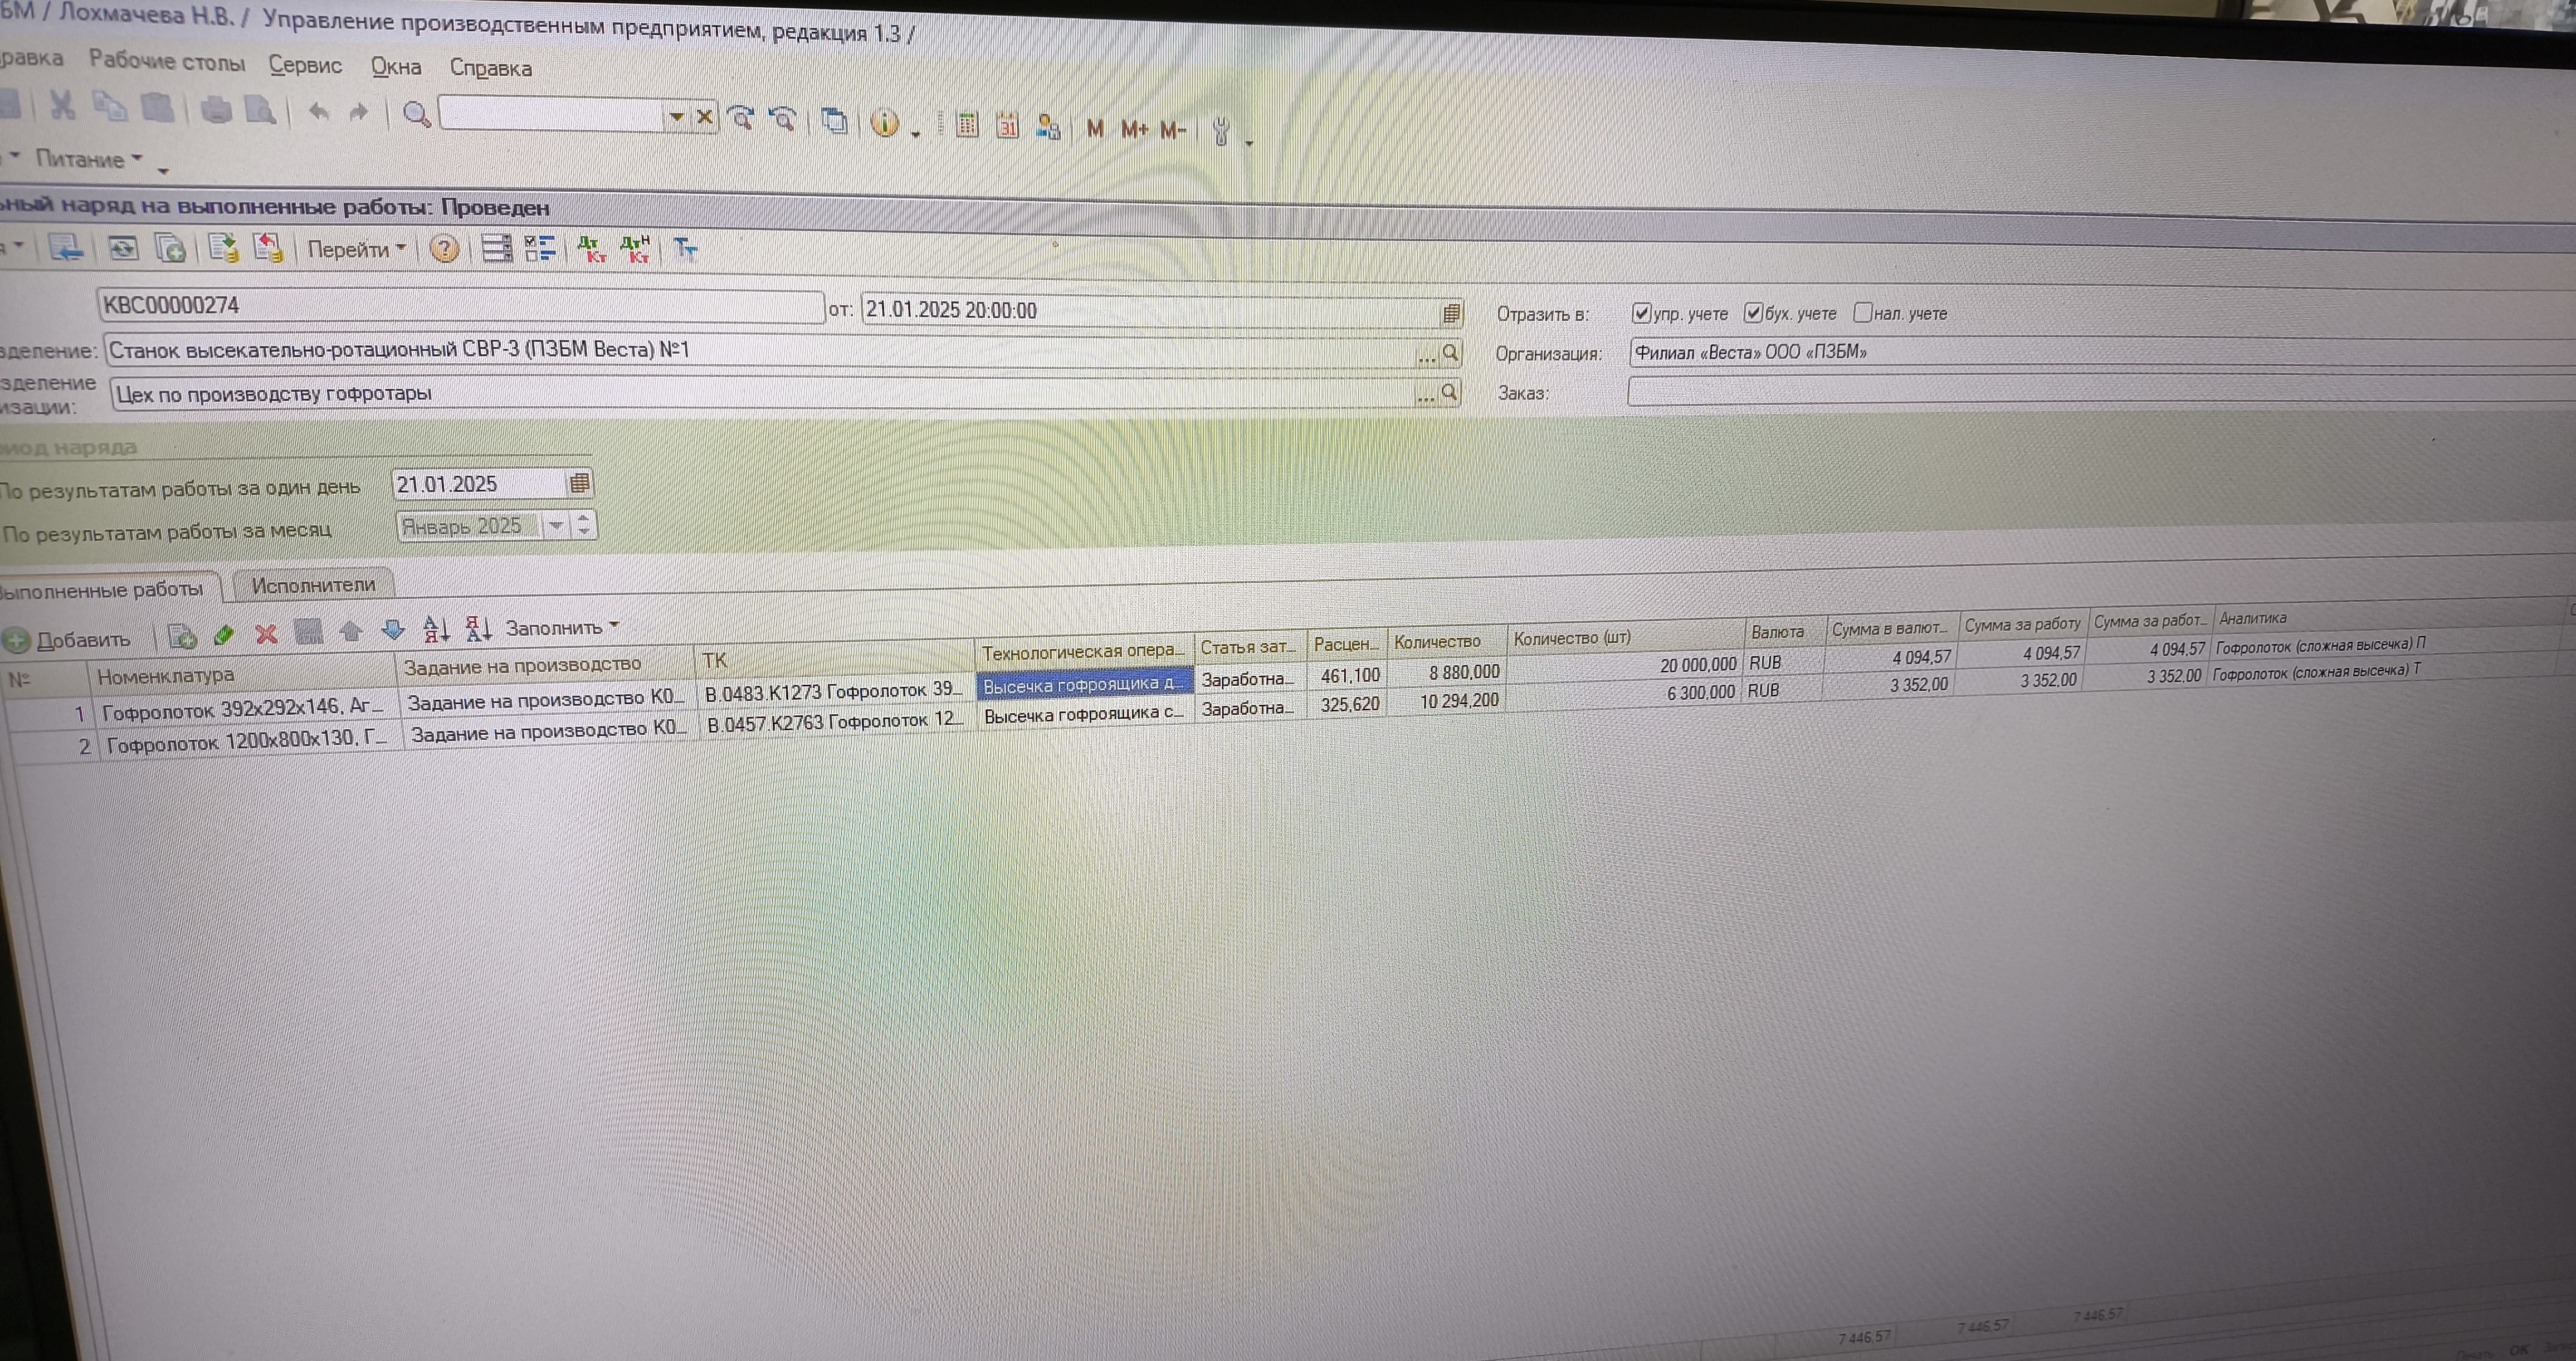 БМ / Лохмачева Н.В. / Управление производственным предприятием, редакция 1.3 /
равка Рабочие столы Сервис Окна Справка
31 M M+ M-
Питание
ный наряд на выполненные работы: Проведен
Перейти ? Дт Кт ДтН Кт Тт
КВС00000274 от: 21.01.2025 20:00:00 Отразить в: упр. учете бух. учете нал. учете
зделение: Станок высекательно-ротационный СВР-3 (ПЗБМ Веста) №1 ... Организация: Филиал «Веста» ООО «ПЗБМ»
зделение
изации: Цех по производству гофротары ... Заказ:
иод наряда
По результатам работы за один день 21.01.2025
По результатам работы за месяц Январь 2025
ыполненные работы Исполнители
Добавить А Я Я А Заполнить
№ Номенклатура Задание на производство ТК Технологическая опера... Статья зат... Расцен... Количество Количество (шт) Валюта Сумма в валют... Сумма за работу Сумма за работ... Аналитика
1 Гофролоток 392х292х146, Аг... Задание на производство К0... В.0483.К1273 Гофролоток 39... Высечка гофроящика д... Заработна... 461,100 8 880,000 20 000,000 RUB 4 094,57 4 094,57 4 094,57 Гофролоток (сложная высечка) П
2 Гофролоток 1200х800х130, Г... Задание на производство К0... В.0457.К2763 Гофролоток 12... Высечка гофроящика с... Заработна... 325,620 10 294,200 6 300,000 RUB 3 352,00 3 352,00 3 352,00 Гофролоток (сложная высечка) Т
7 446,57 7 446,57 7 446,57
OK